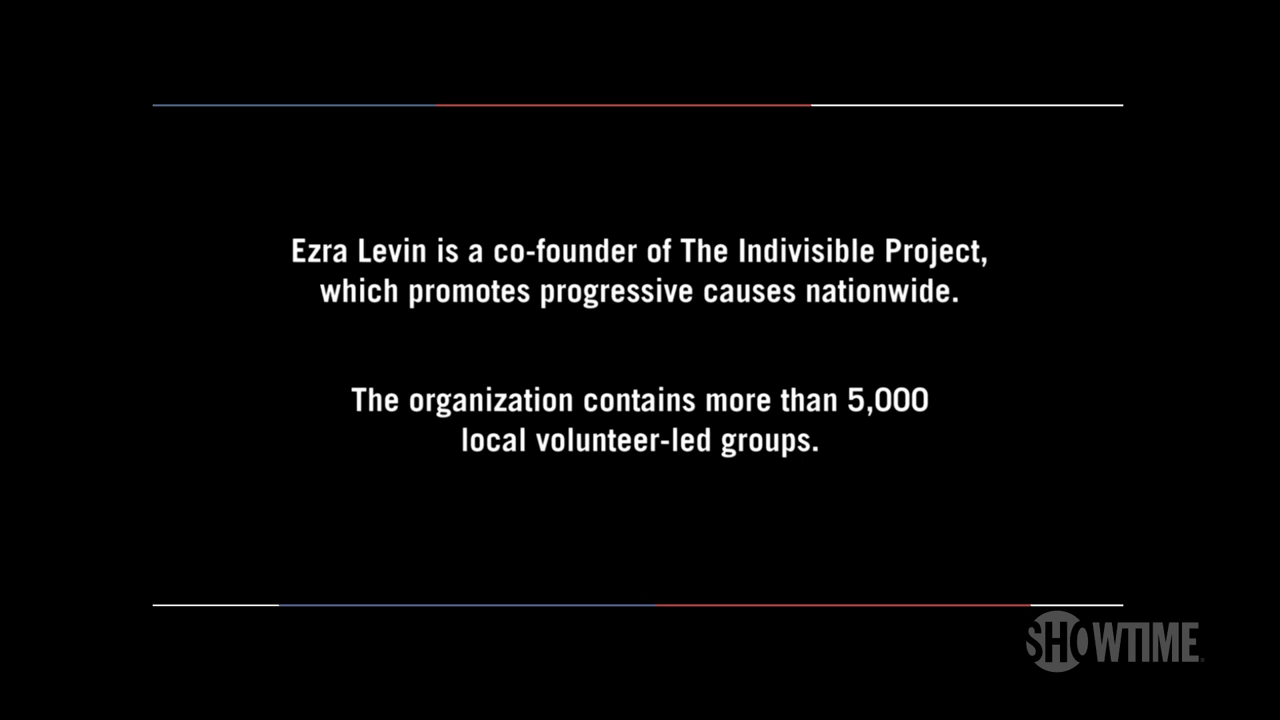 Ezra Levin is a co-founder of The Indivisible Project,
which promotes progressive causes nationwide.
The organization contains more than 5,000
local volunteer-led groups.
SHOWTIME